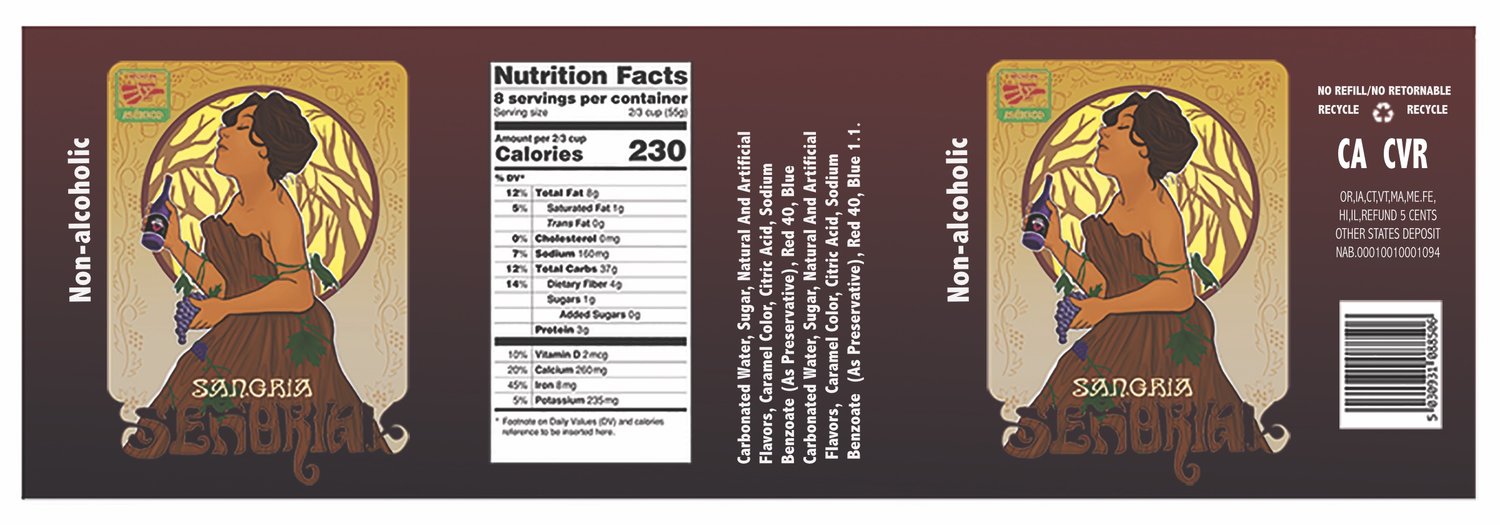 Non-alcoholic
SANGRIA
SEÑORIAL
Nutrition Facts
8 servings per container
Serving size 2/3 cup (55g)
Amount per 2/3 cup
Calories 230
% DV*
12% Total Fat 8g
5% Saturated Fat 1g
Trans Fat 0g
0% Cholesterol 0mg
7% Sodium 160mg
12% Total Carbs 37g
14% Dietary Fiber 4g
Sugars 1g
Added Sugars 0g
Protein 3g
10% Vitamin D 2mcg
20% Calcium 260mg
45% Iron 8mg
5% Potassium 235mg
* Footnote on Daily Values (DV) and calories
reference to be inserted here.
Carbonated Water, Sugar, Natural And Artificial
Flavors, Caramel Color, Citric Acid, Sodium
Benzoate (As Preservative), Red 40, Blue
Carbonated Water, Sugar, Natural And Artificial
Flavors, Caramel Color, Citric Acid, Sodium
Benzoate (As Preservative), Red 40, Blue 1.1.
Non-alcoholic
SANGRIA
SEÑORIAL
NO REFILL/NO RETORNABLE
RECYCLE RECYCLE
CA CVR
OR,IA,CT,VT,MA,ME.FE,
HI,IL,REFUND 5 CENTS
OTHER STATES DEPOSIT
NAB.00010010001094
5 030931 088506